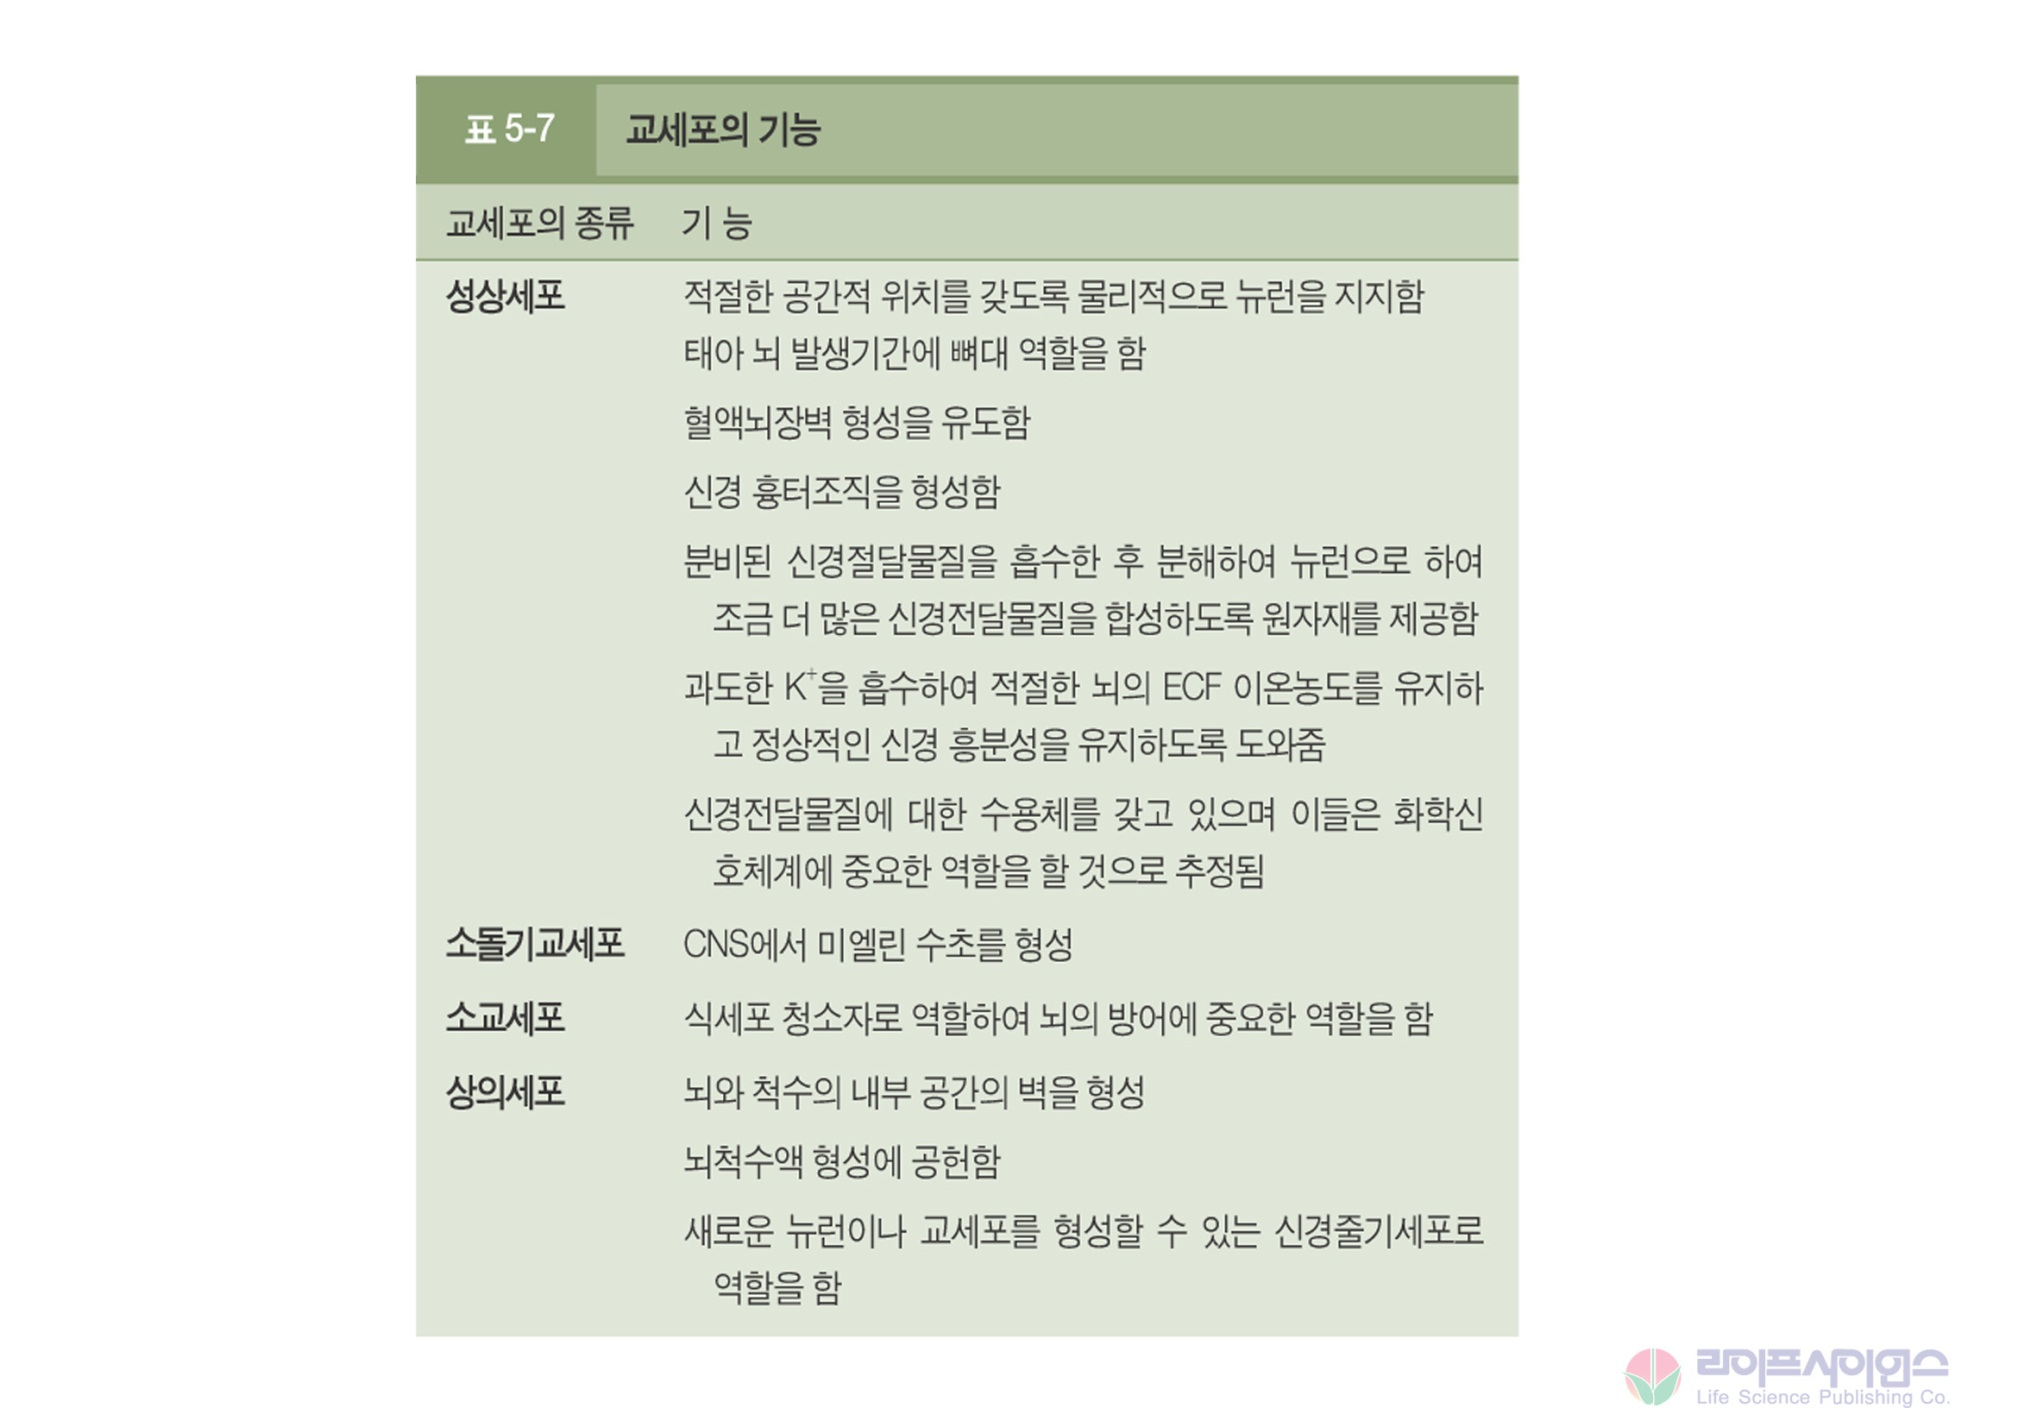 표 5-7 교세포의 기능
교세포의 종류 기 능
성상세포 적절한 공간적 위치를 갖도록 물리적으로 뉴런을 지지함
태아 뇌 발생기간에 뼈대 역할을 함
혈액뇌장벽 형성을 유도함
신경 흉터조직을 형성함
분비된 신경절달물질을 흡수한 후 분해하여 뉴런으로 하여
조금 더 많은 신경전달물질을 합성하도록 원자재를 제공함
과도한 K⁺을 흡수하여 적절한 뇌의 ECF 이온농도를 유지하
고 정상적인 신경 흥분성을 유지하도록 도와줌
신경전달물질에 대한 수용체를 갖고 있으며 이들은 화학신
호체계에 중요한 역할을 할 것으로 추정됨
소돌기교세포 CNS에서 미엘린 수초를 형성
소교세포 식세포 청소자로 역할하여 뇌의 방어에 중요한 역할을 함
상의세포 뇌와 척수의 내부 공간의 벽을 형성
뇌척수액 형성에 공헌함
새로운 뉴런이나 교세포를 형성할 수 있는 신경줄기세포로
역할을 함
라이프사이언스
Life Science Publishing Co.